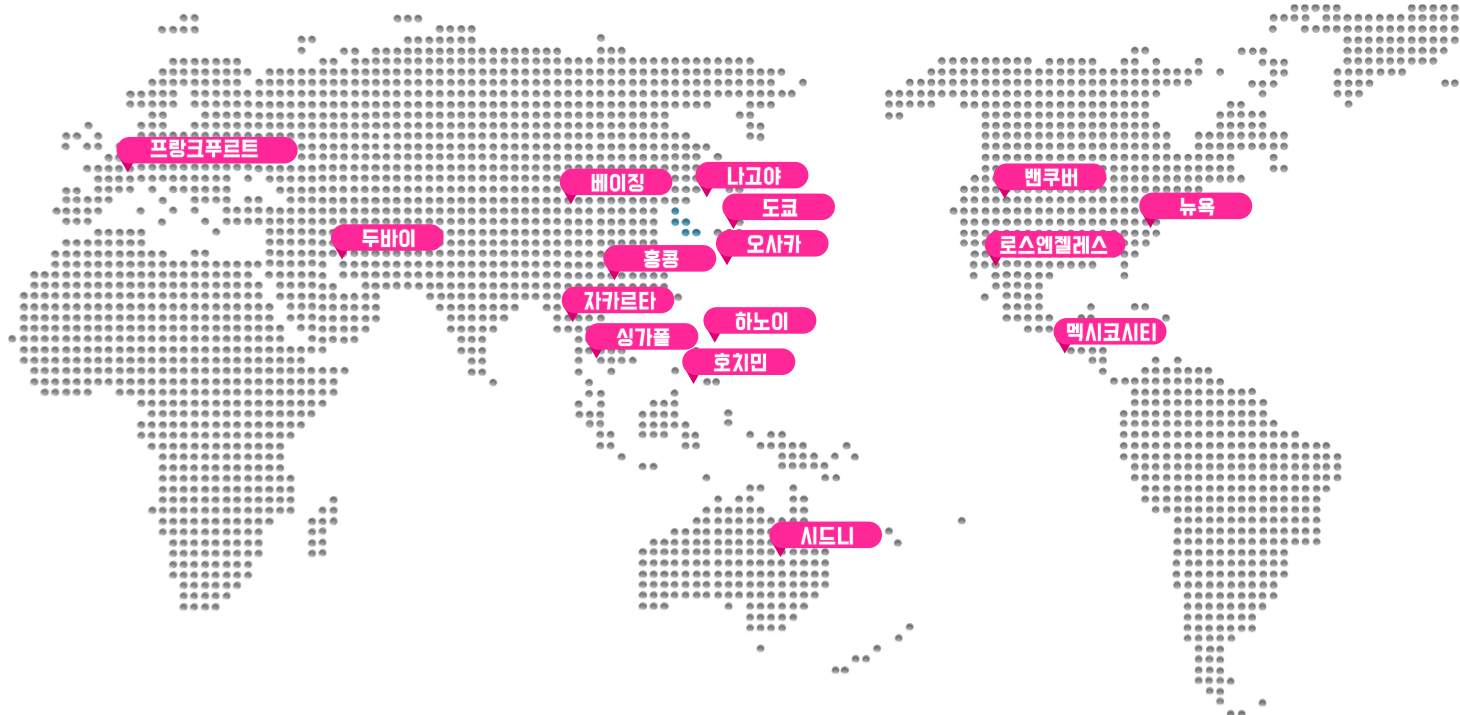 프랑크푸르트
나고야
베이징
밴쿠버
도쿄
뉴욕
두바이
오사카
로스엔젤레스
홍콩
자카르타
하노이
싱가폴
멕시코시티
호치민
시드니